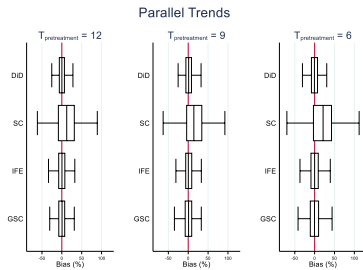 Parallel Trends
Tpretreatment = 12
DiD
SC
IFE
GSC
-50 0 50 100
Bias (%)
Tpretreatment = 9
DiD
SC
IFE
GSC
-50 0 50 100
Bias (%)
Tpretreatment = 6
DiD
SC
IFE
GSC
-50 0 50 100
Bias (%)